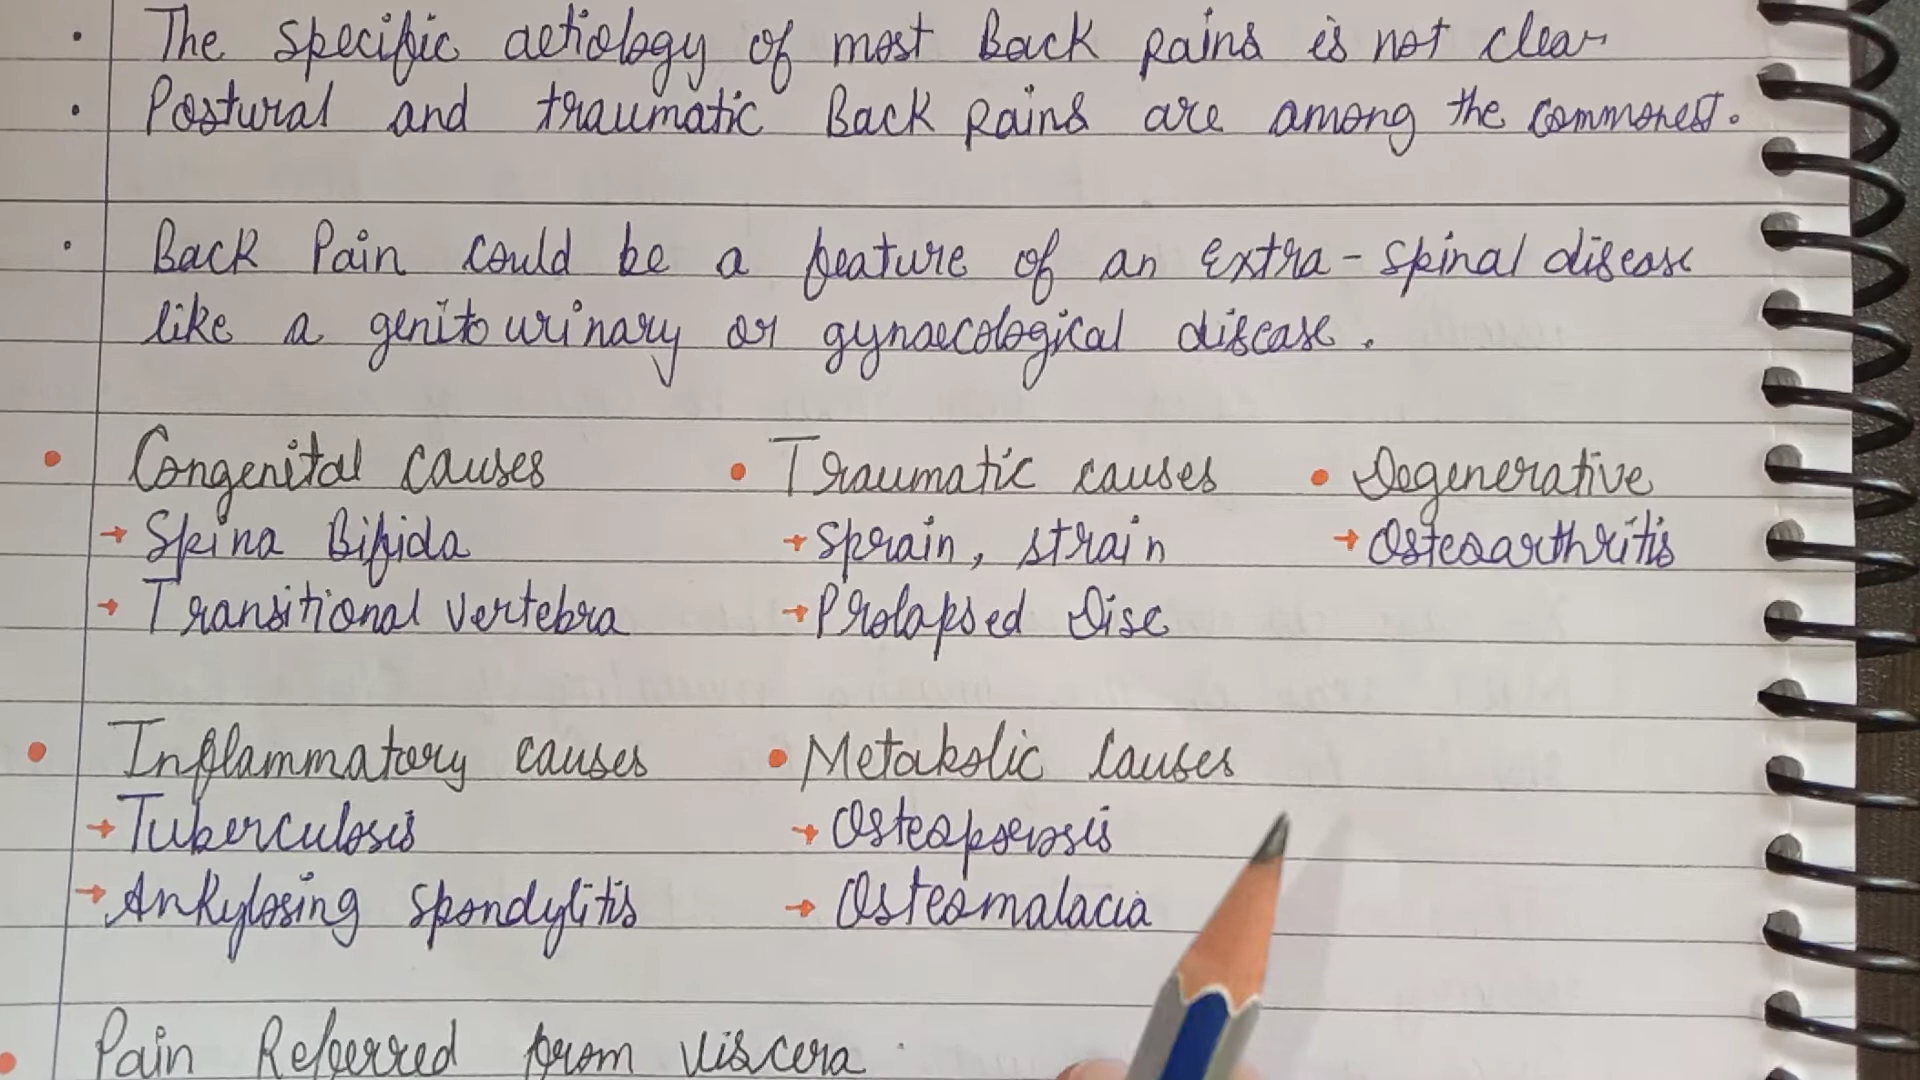 • The specific aetiology of most Back pains is not clear
• Postural and traumatic Back pains are among the commonest.
• Back Pain could be a feature of an extra-spinal disease
like a genitourinary or gynaecological disease.
• Congenital causes • Traumatic causes • Degenerative
→ Spina Bifida → Sprain, strain → Osteoarthritis
→ Transitional vertebra → Prolapsed Disc
• Inflammatory causes • Metabolic Causes
→ Tuberculosis → Osteoporosis
→ Ankylosing spondylitis → Osteomalacia
• Pain Referred from viscera